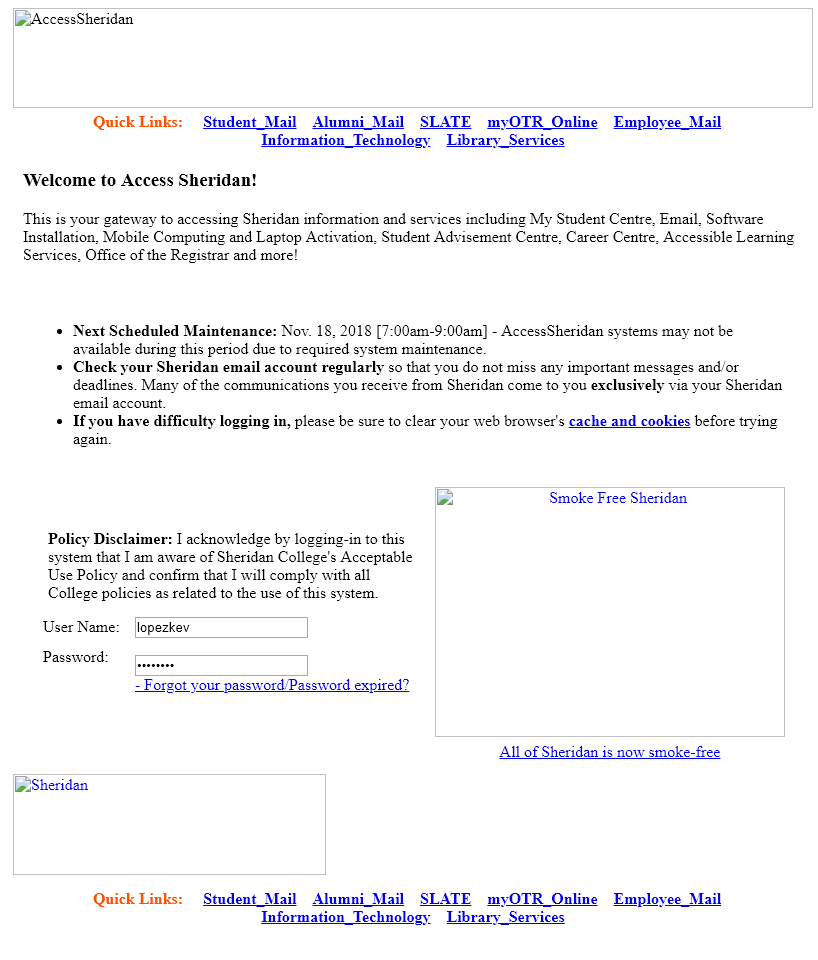 AccessSheridan
Quick Links: Student_Mail Alumni_Mail SLATE myOTR_Online Employee_Mail
Information_Technology Library_Services
Welcome to Access Sheridan!
This is your gateway to accessing Sheridan information and services including My Student Centre, Email, Software
Installation, Mobile Computing and Laptop Activation, Student Advisement Centre, Career Centre, Accessible Learning
Services, Office of the Registrar and more!
• Next Scheduled Maintenance: Nov. 18, 2018 [7:00am-9:00am] - AccessSheridan systems may not be
available during this period due to required system maintenance.
• Check your Sheridan email account regularly so that you do not miss any important messages and/or
deadlines. Many of the communications you receive from Sheridan come to you exclusively via your Sheridan
email account.
• If you have difficulty logging in, please be sure to clear your web browser's cache and cookies before trying
again.
Policy Disclaimer: I acknowledge by logging-in to this
system that I am aware of Sheridan College's Acceptable
Use Policy and confirm that I will comply with all
College policies as related to the use of this system.
User Name: lopezkev
Password: ••••••••
- Forgot your password/Password expired?
Smoke Free Sheridan
All of Sheridan is now smoke-free
Sheridan
Quick Links: Student_Mail Alumni_Mail SLATE myOTR_Online Employee_Mail
Information_Technology Library_Services